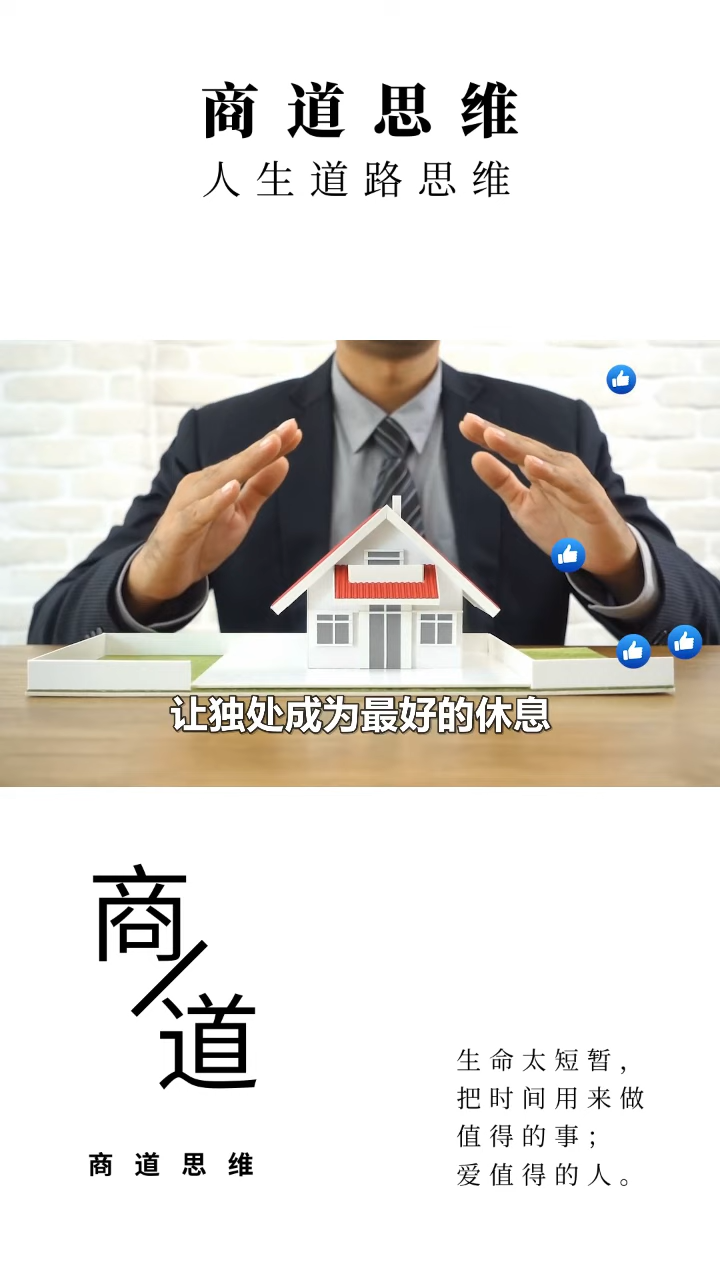 商道思维
人生道路思维
让独处成为最好的休息
商/道
商道思维
生命太短暂，
把时间用来做
值得的事；
爱值得的人。